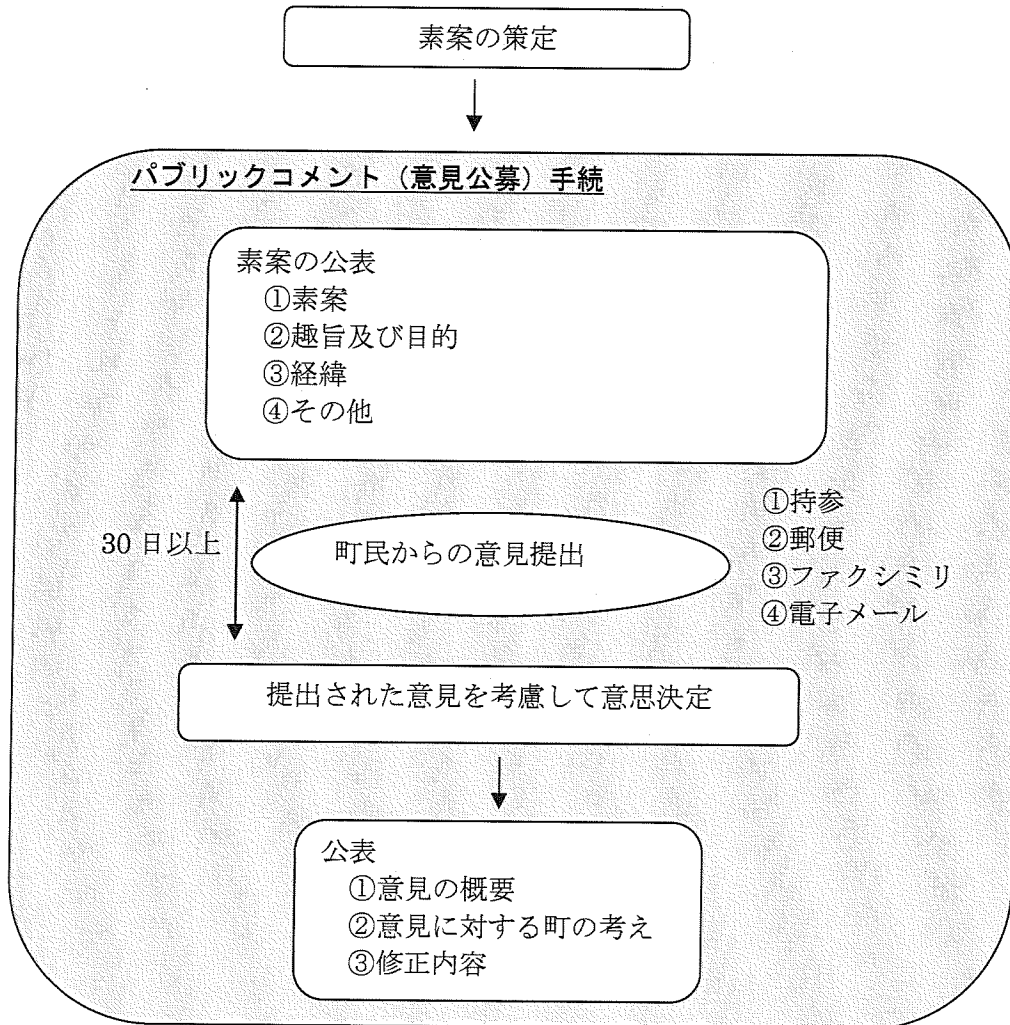 素案の策定
パブリックコメント（意見公募）手続
素案の公表
①素案
②趣旨及び目的
③経緯
④その他
30 日以上
町民からの意見提出
①持参
②郵便
③ファクシミリ
④電子メール
提出された意見を考慮して意思決定
公表
①意見の概要
②意見に対する町の考え
③修正内容